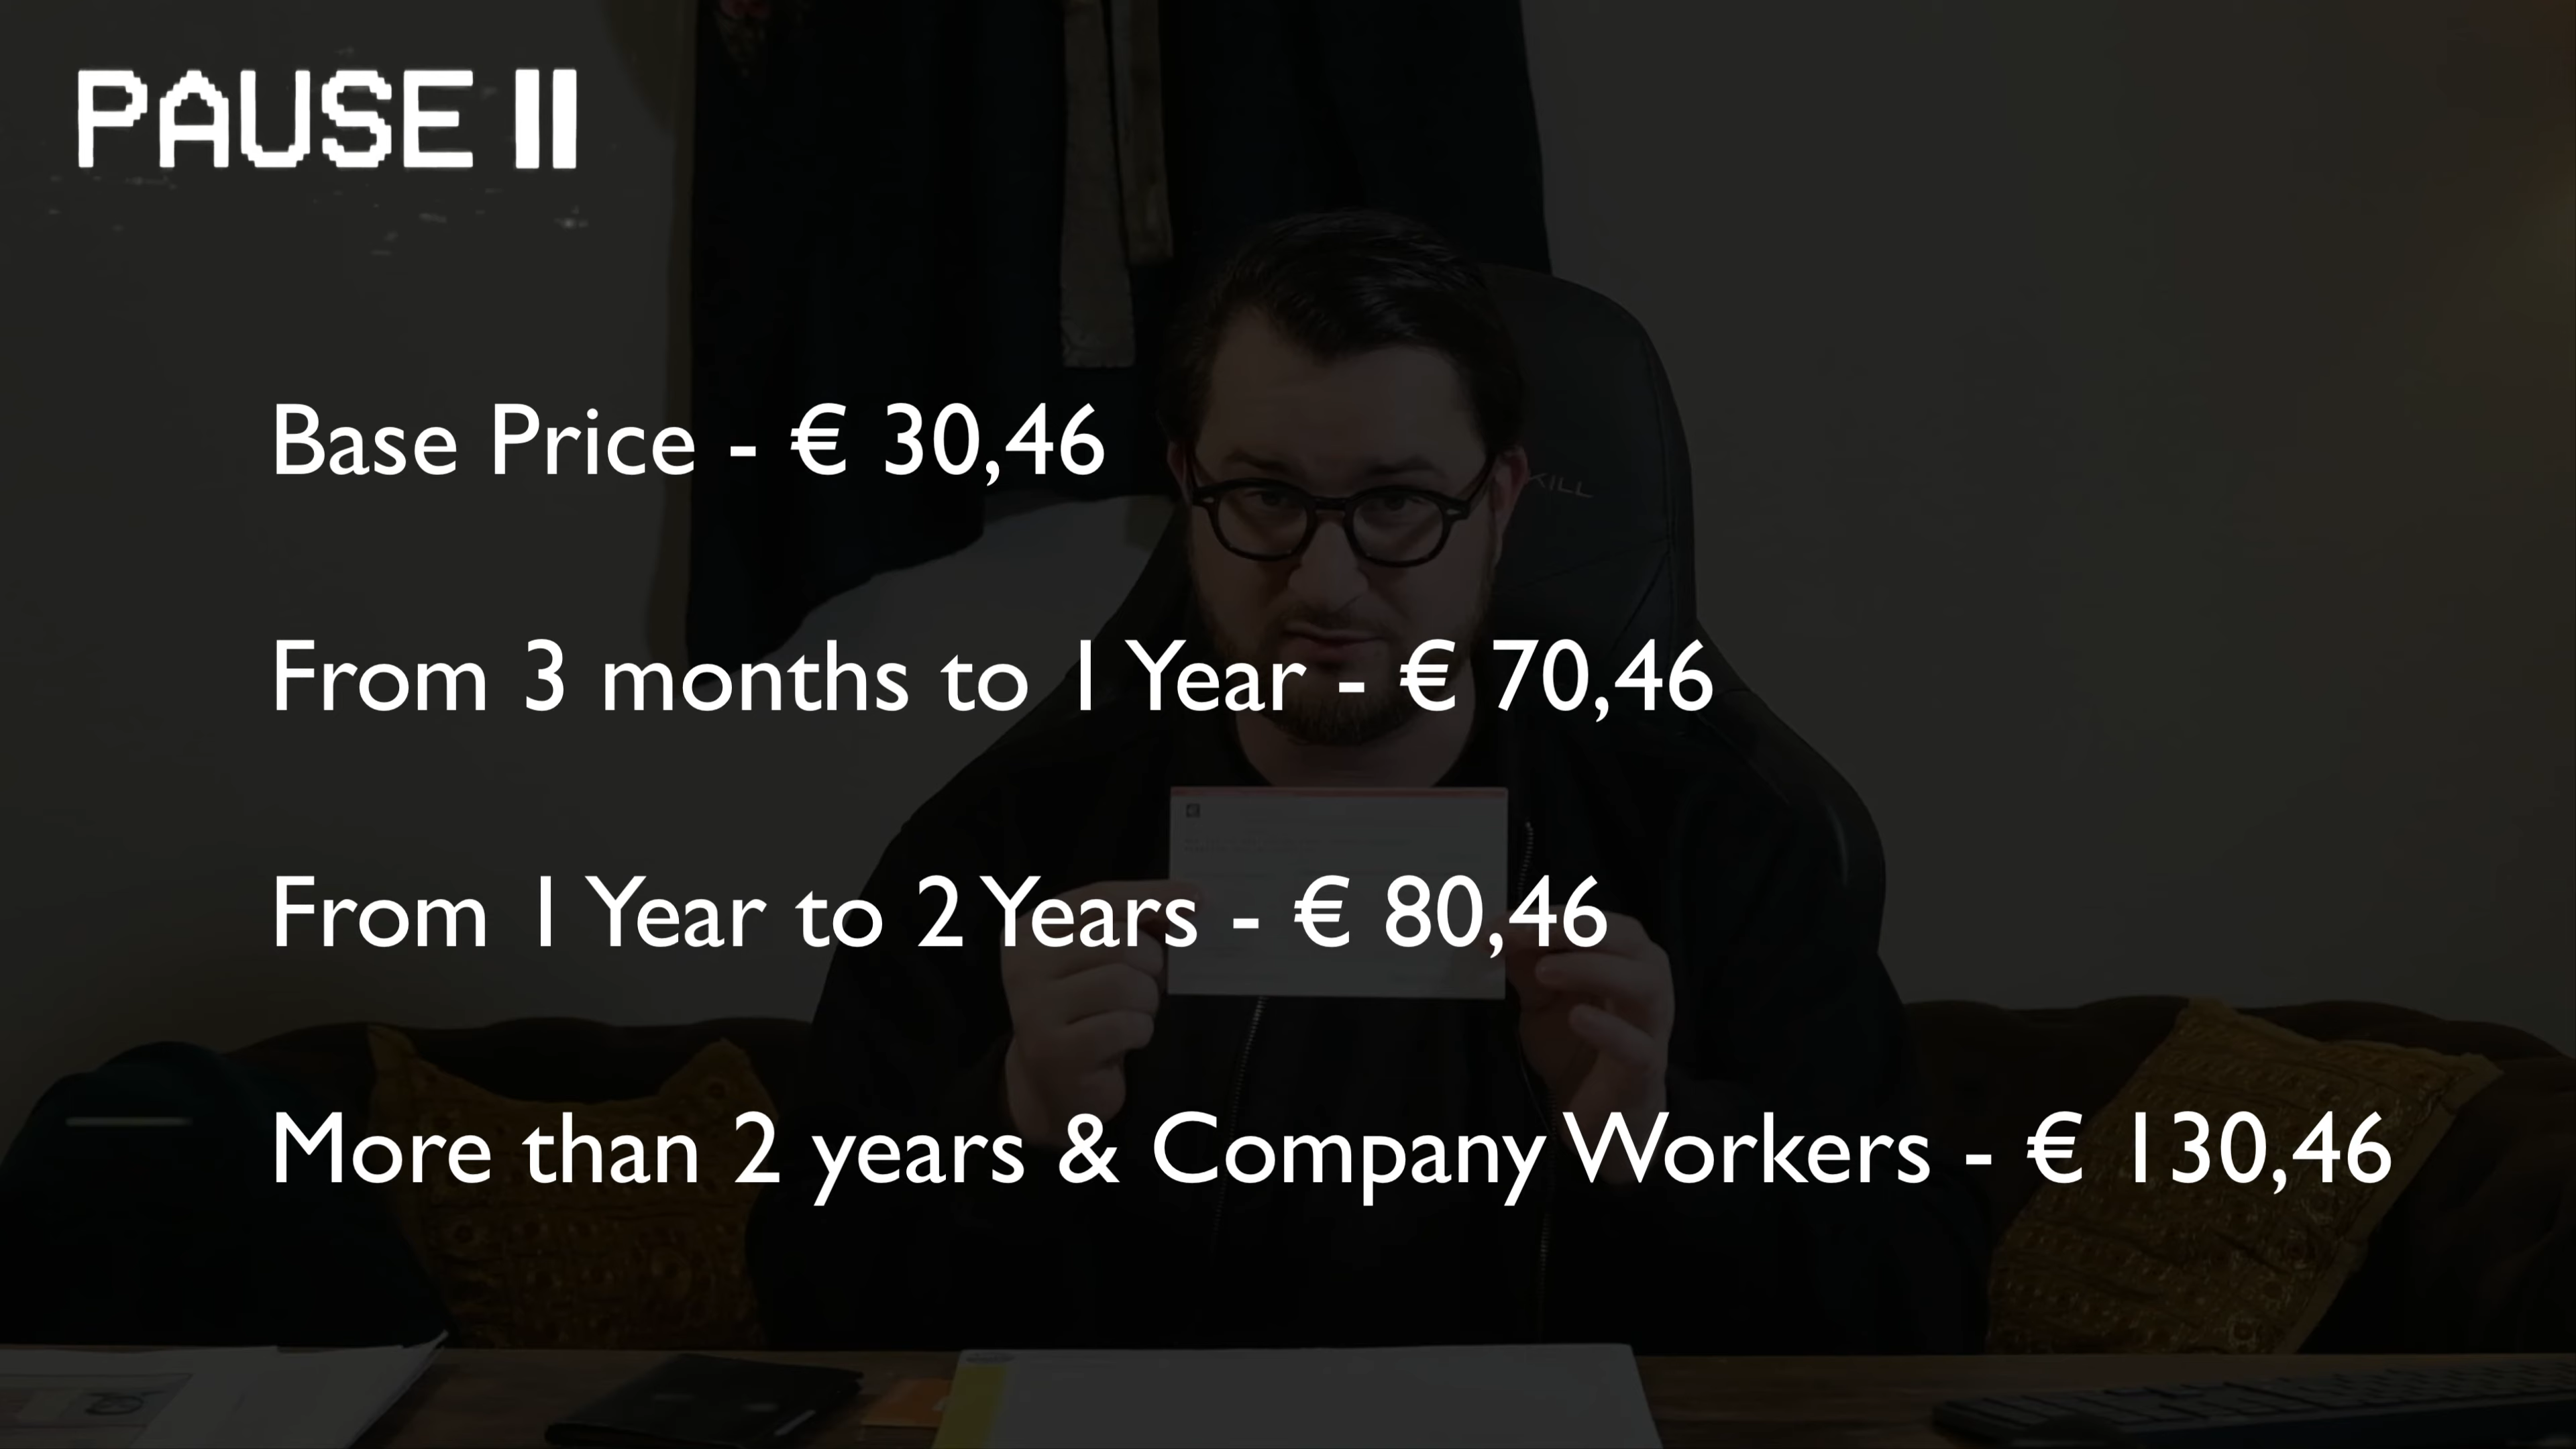 PAUSE
Base Price - € 30,46
KILL
From 3 months to 1 Year - € 70,46
From 1 Year to 2 Years - € 80,46
More than 2 years & Company Workers - € 130,46